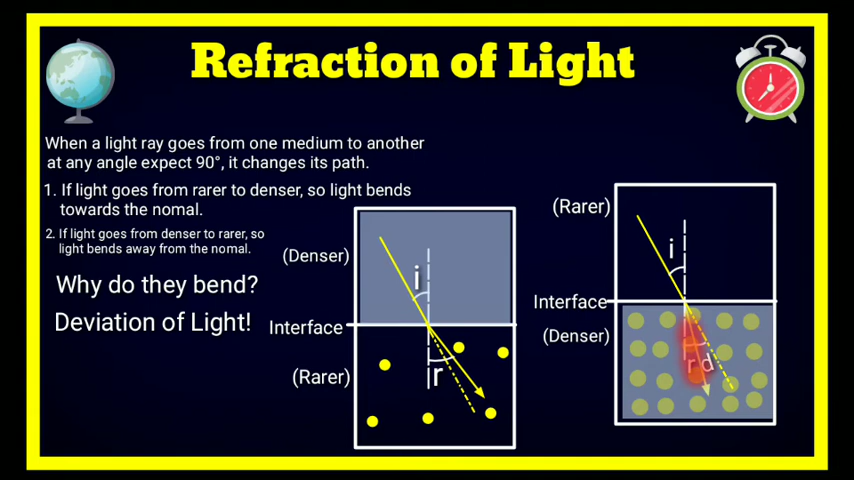 Refraction of Light
When a light ray goes from one medium to another
at any angle expect 90°, it changes its path.
1. If light goes from rarer to denser, so light bends
towards the nomal.
2. If light goes from denser to rarer, so
light bends away from the nomal.
Why do they bend?
Deviation of Light!
(Denser)
i
Interface
(Rarer)
r
(Rarer)
i
Interface
(Denser)
r d